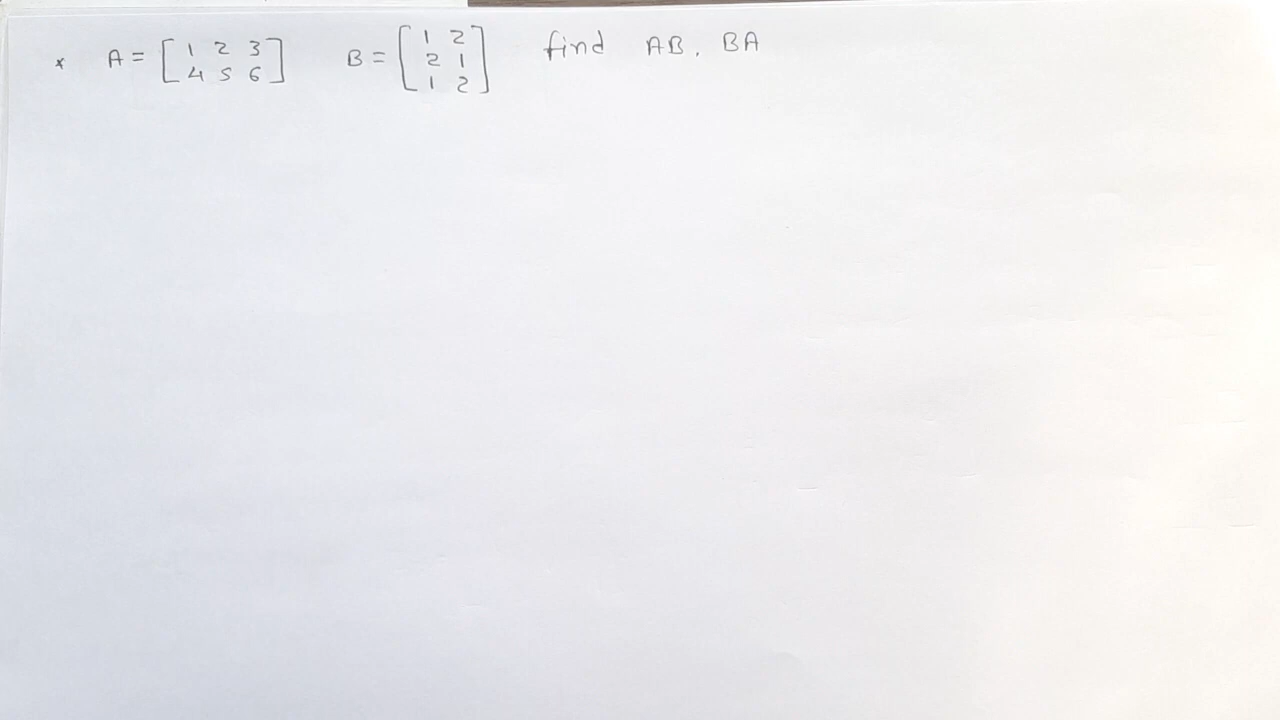 * A = [1 2 3 4 5 6] B = [1 2 2 1 1 2] find AB, BA